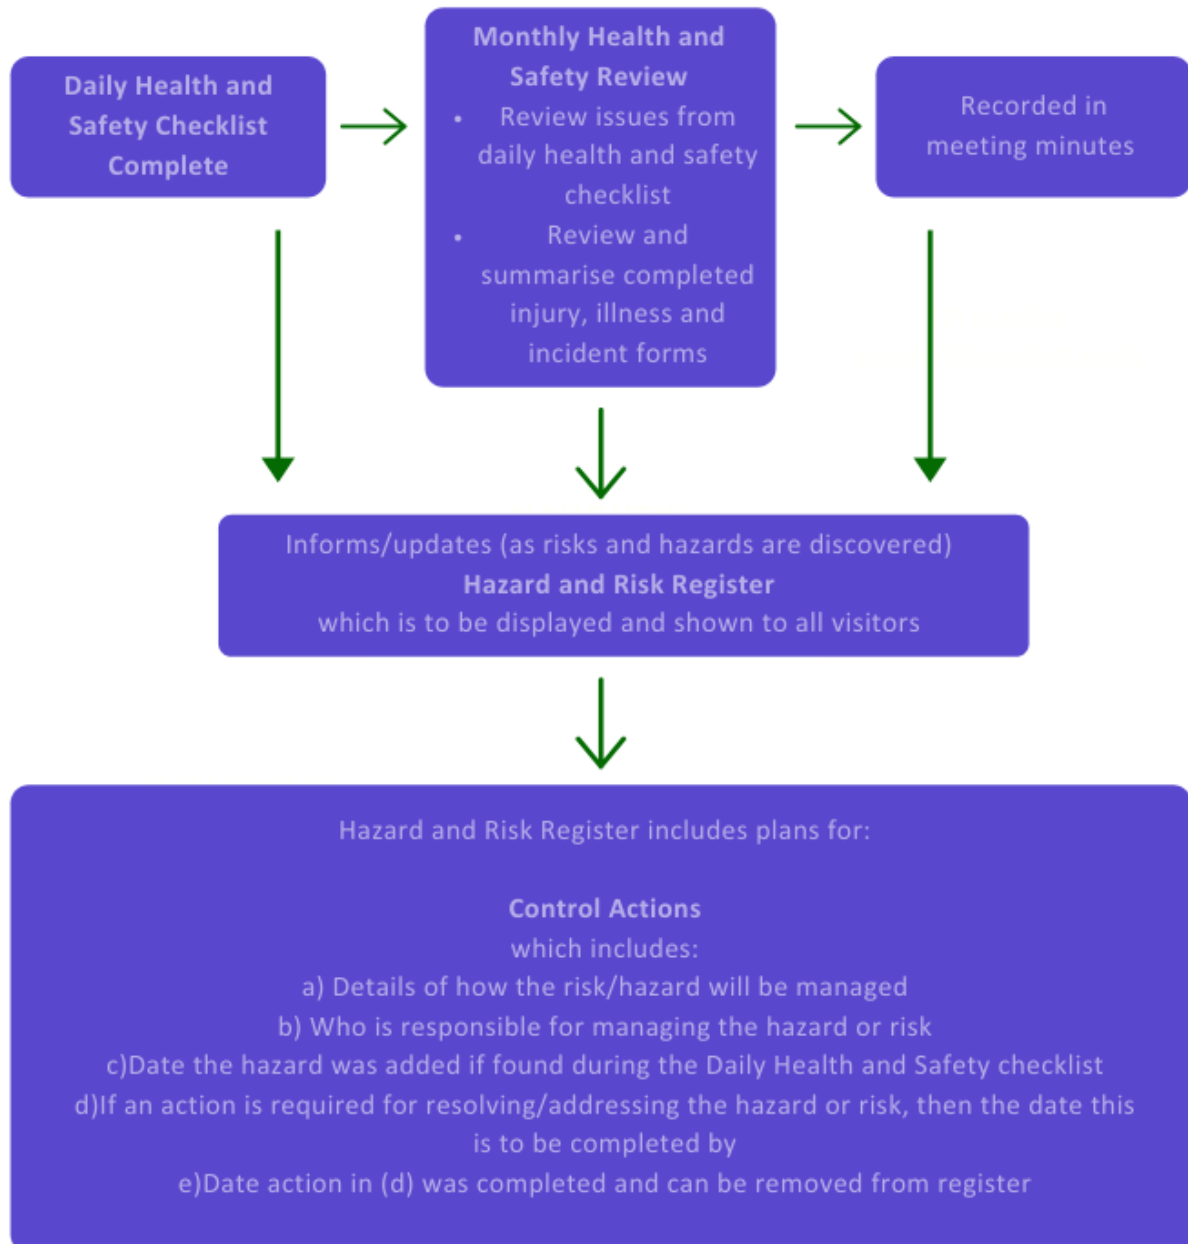 Daily Health and
Safety Checklist
Complete
Monthly Health and
Safety Review
• Review issues from
daily health and safety
checklist
• Review and
summarise completed
injury, illness and
incident forms
Recorded in
meeting minutes
Informs/updates (as risks and hazards are discovered)
Hazard and Risk Register
which is to be displayed and shown to all visitors
Hazard and Risk Register includes plans for:
Control Actions
which includes:
a) Details of how the risk/hazard will be managed
b) Who is responsible for managing the hazard or risk
c)Date the hazard was added if found during the Daily Health and Safety checklist
d)If an action is required for resolving/addressing the hazard or risk, then the date this
is to be completed by
e)Date action in (d) was completed and can be removed from register